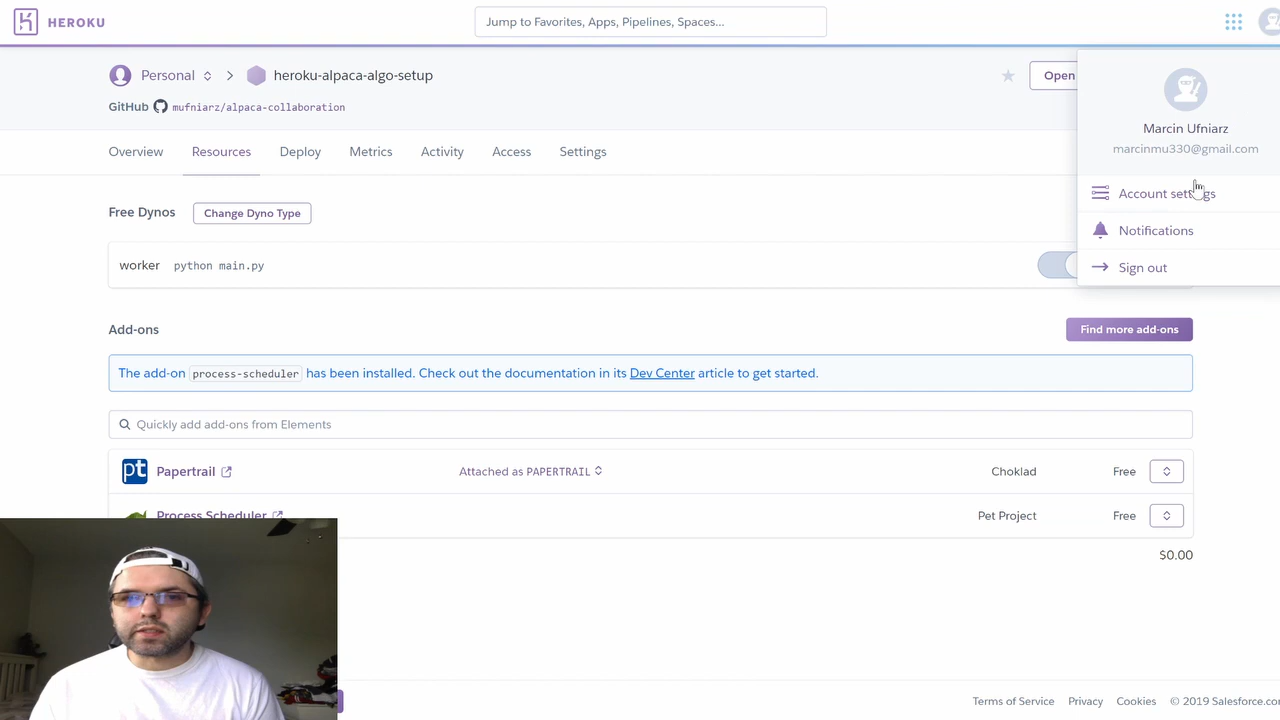 HEROKU
Jump to Favorites, Apps, Pipelines, Spaces...
Personal > heroku-alpaca-algo-setup
Open
GitHub mufniarz/alpaca-collaboration
Marcin Ufniarz
marcinmu330@gmail.com
Account settings
Notifications
Sign out
Overview Resources Deploy Metrics Activity Access Settings
Free Dynos Change Dyno Type
worker python main.py
Add-ons
Find more add-ons
The add-on process-scheduler has been installed. Check out the documentation in its Dev Center article to get started.
Quickly add add-ons from Elements
pt Papertrail Attached as PAPERTRAIL Choklad Free
Process Scheduler Pet Project Free
$0.00
Terms of Service Privacy Cookies © 2019 Salesforce.co